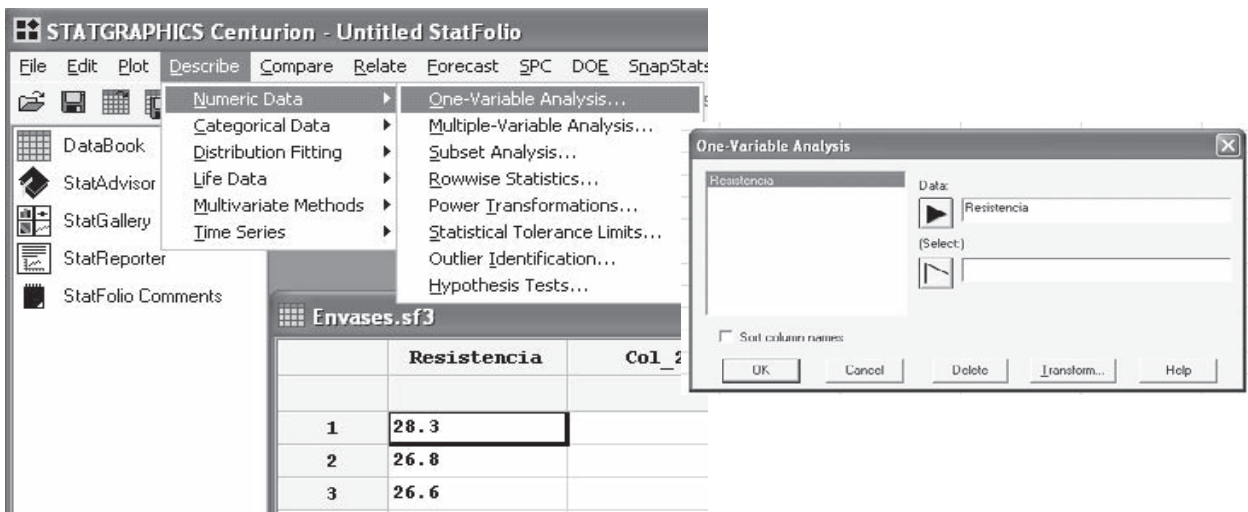 STATGRAPHICS Centurion - Untitled StatFolio
File Edit Plot Describe Compare Relate Forecast SPC DOE SnapStats
Numeric Data
Categorical Data
Distribution Fitting
Life Data
Multivariate Methods
Time Series
One-Variable Analysis...
Multiple-Variable Analysis...
Subset Analysis...
Rowwise Statistics...
Power Transformations...
Statistical Tolerance Limits...
Outlier Identification...
Hypothesis Tests...
DataBook
StatAdvisor
StatGallery
StatReporter
StatFolio Comments
Envases.sf3
Resistencia Col_2
1 28.3
2 26.8
3 26.6
One-Variable Analysis
Resistencia
Data:
Resistencia
(Select:)
Sort column names
OK Cancel Delete Transform... Help